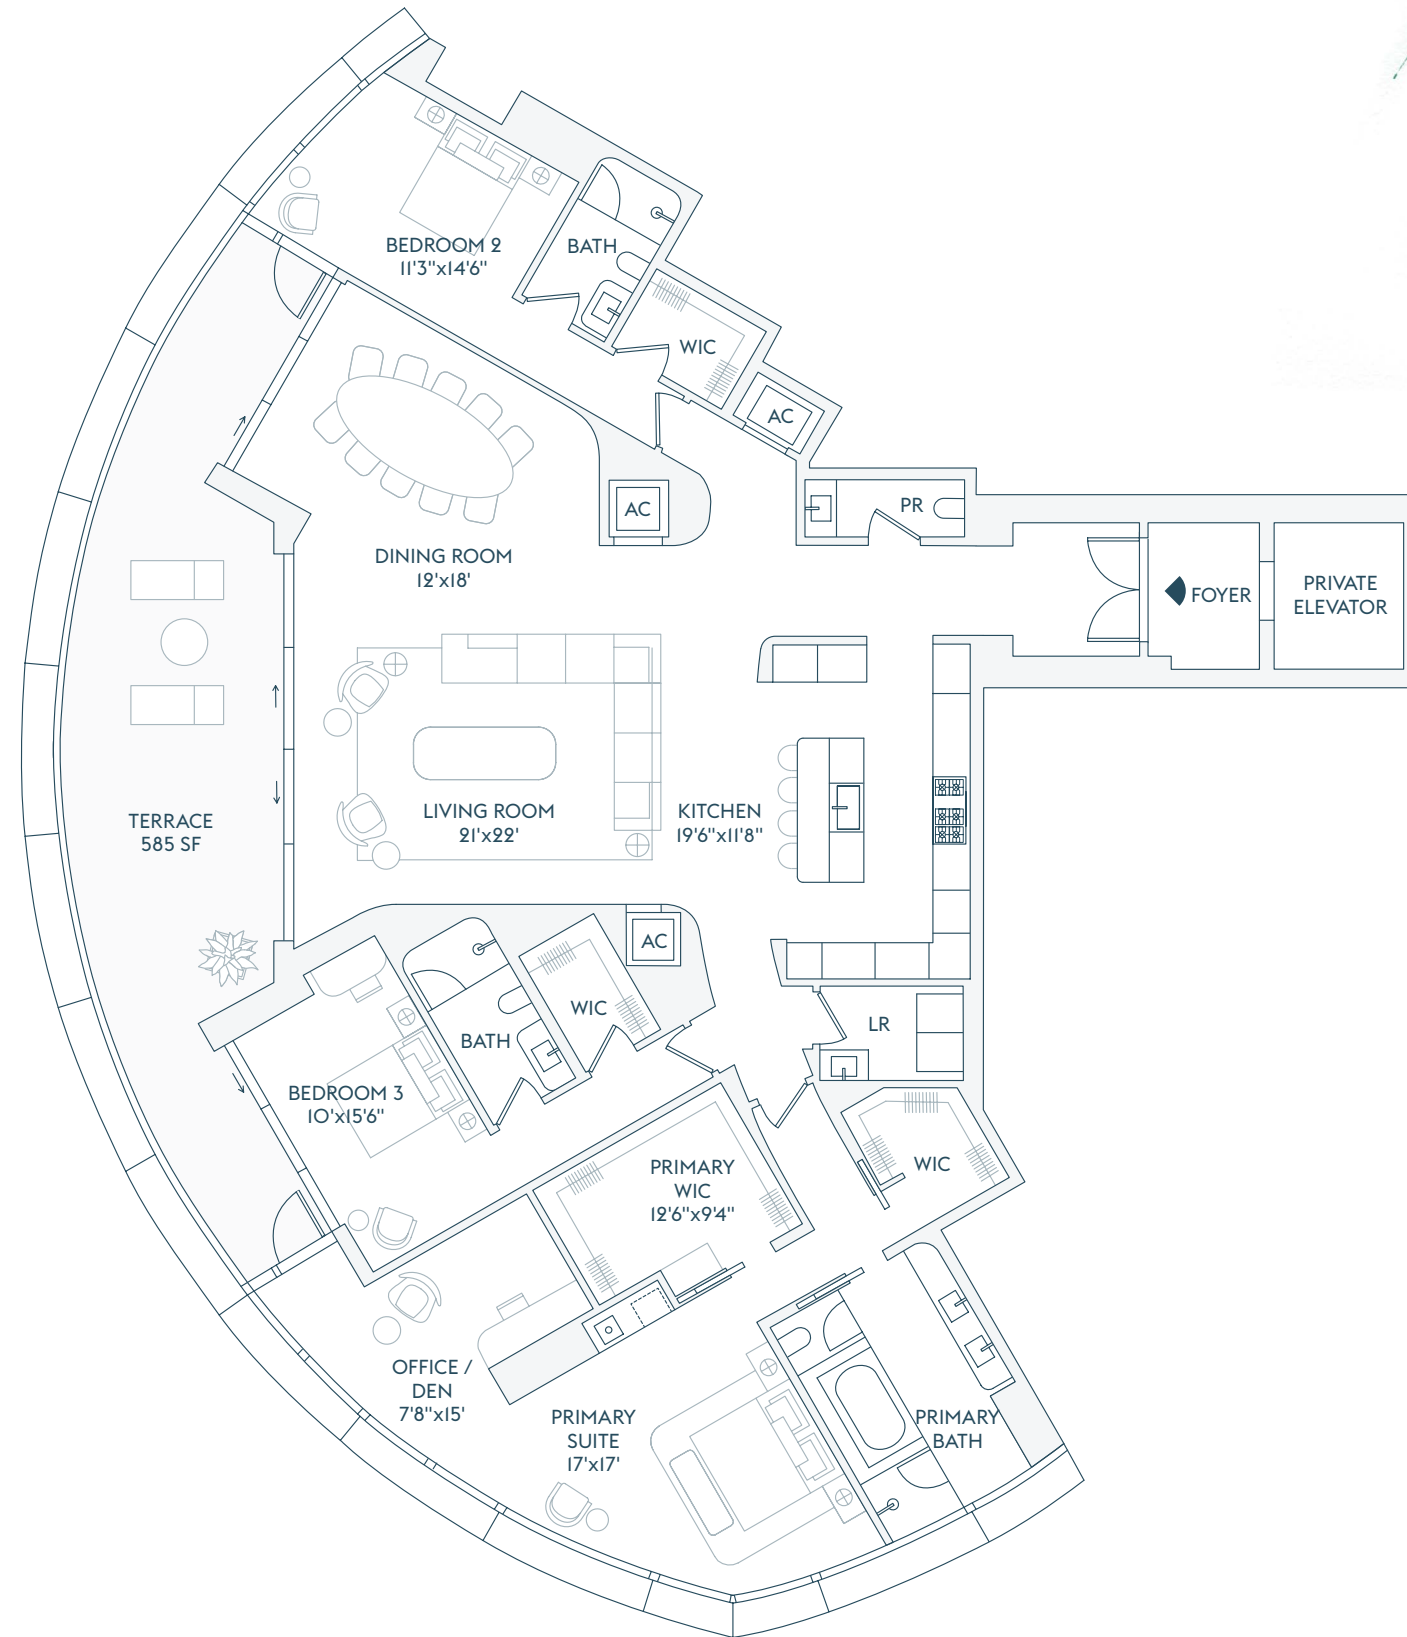 BEDROOM 2
11'3"x14'6"
BATH
WIC
AC
AC
PR
DINING ROOM
12'x18'
FOYER
PRIVATE
ELEVATOR
TERRACE
585 SF
LIVING ROOM
21'x22'
KITCHEN
19'6"x11'8"
AC
WIC
BATH
LR
BEDROOM 3
10'x15'6"
PRIMARY
WIC
12'6"x9'4"
WIC
OFFICE /
DEN
7'8"x15'
PRIMARY
SUITE
17'x17'
PRIMARY
BATH